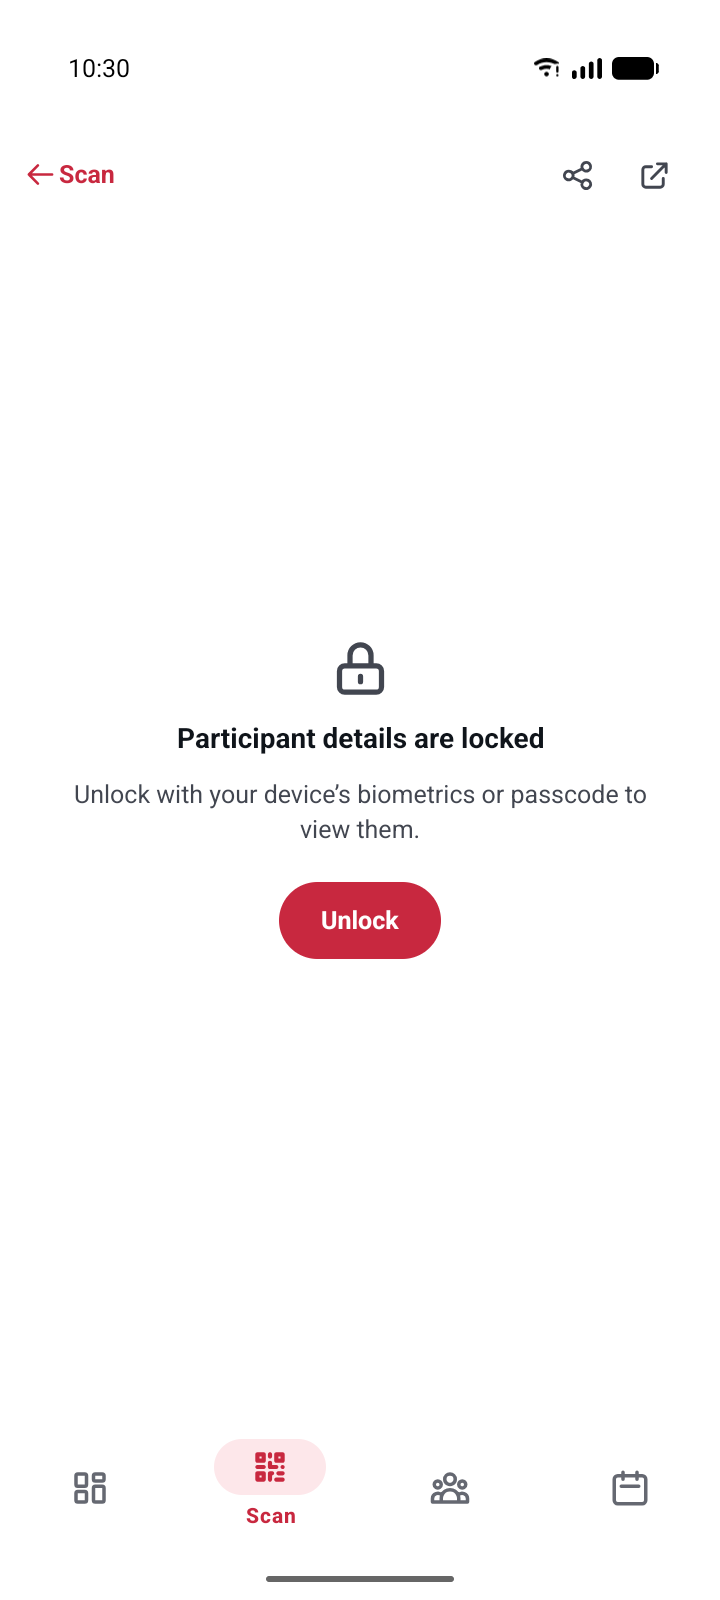 10:30
Scan
Participant details are locked
Unlock with your device’s biometrics or passcode to
view them.
Unlock
Scan